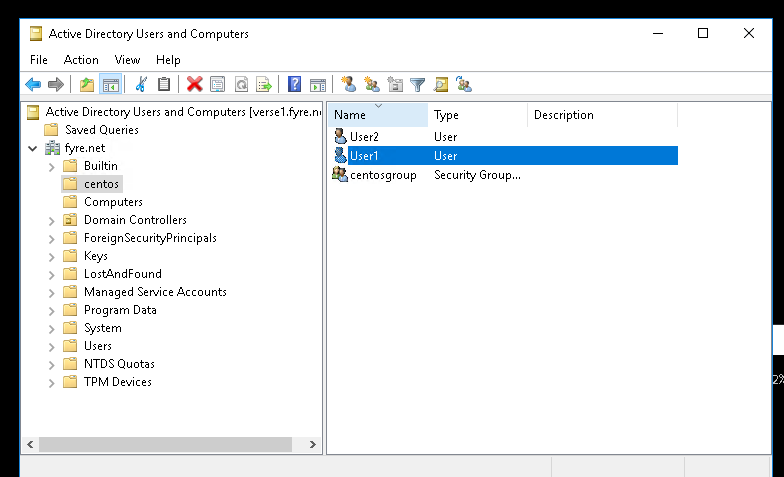 Active Directory Users and Computers
File Action View Help
Active Directory Users and Computers [verse1.fyre.ne
Saved Queries
fyre.net
Builtin
centos
Computers
Domain Controllers
ForeignSecurityPrincipals
Keys
LostAndFound
Managed Service Accounts
Program Data
System
Users
NTDS Quotas
TPM Devices
Name Type Description
User2 User
User1 User
centosgroup Security Group...
2%